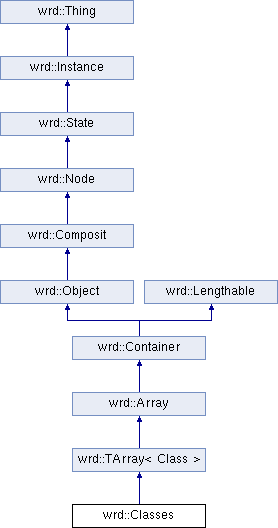 wrd::Thing
wrd::Instance
wrd::State
wrd::Node
wrd::Composit
wrd::Object
wrd::Lengthable
wrd::Container
wrd::Array
wrd::TArray< Class >
wrd::Classes